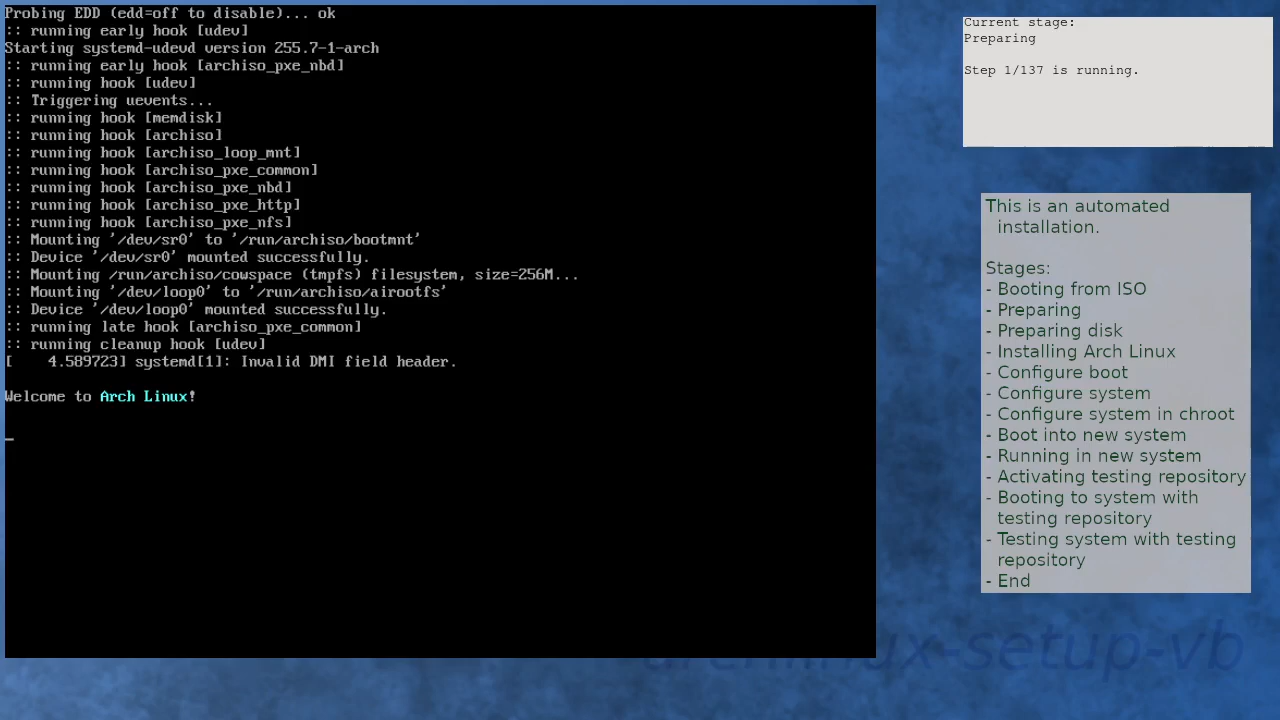 Probing EDD (edd=off to disable)... ok
:: running early hook [udev]
Starting systemd-udevd version 255.7-1-arch
:: running early hook [archiso_pxe_nbd]
:: running hook [udev]
:: Triggering uevents...
:: running hook [memdisk]
:: running hook [archiso]
:: running hook [archiso_loop_mnt]
:: running hook [archiso_pxe_common]
:: running hook [archiso_pxe_nbd]
:: running hook [archiso_pxe_http]
:: running hook [archiso_pxe_nfs]
:: Mounting '/dev/sr0' to '/run/archiso/bootmnt'
:: Device '/dev/sr0' mounted successfully.
:: Mounting /run/archiso/cowspace (tmpfs) filesystem, size=256M...
:: Mounting '/dev/loop0' to '/run/archiso/airootfs'
:: Device '/dev/loop0' mounted successfully.
:: running late hook [archiso_pxe_common]
:: running cleanup hook [udev]
[    4.589723] systemd[1]: Invalid DMI field header.
Welcome to Arch Linux!
Current stage:
Preparing
Step 1/137 is running.
This is an automated
installation.
Stages:
- Booting from ISO
- Preparing
- Preparing disk
- Installing Arch Linux
- Configure boot
- Configure system
- Configure system in chroot
- Boot into new system
- Running in new system
- Activating testing repository
- Booting to system with
testing repository
- Testing system with testing
repository
- End
archlinux-setup-vb